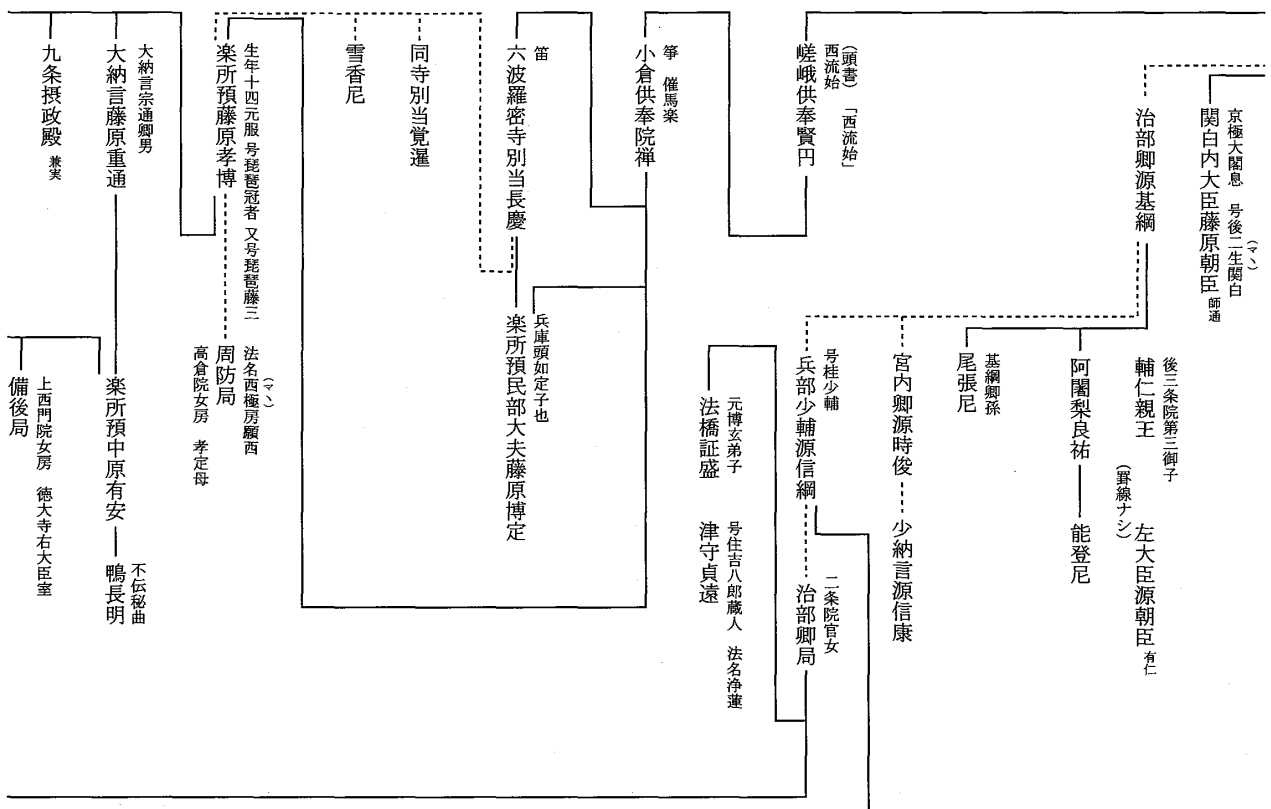 京極大閤息　号後二生関白
（マヽ）
関白内大臣藤原朝臣 師通
治部卿源基綱
後三条院第三御子
輔仁親王
（罫線ナシ）
左大臣源朝臣 有仁
阿闍梨良祐
能登尼
基綱卿孫
尾張尼
宮内卿源時俊
少納言源信康
号桂少輔
兵部少輔源信綱
二条院官女
治部卿局
元博玄弟子
法橋証盛
号住吉八郎蔵人　法名浄蓮
津守貞遠
（頭書）「西流始」
西流始
嵯峨供奉賢円
箏　催馬楽
小倉供奉院禅
笛
六波羅密寺別当長慶
兵庫頭如定子也
楽所預民部大夫藤原博定
同寺別当覚暹
雪香尼
生年十四元服 号琵琶冠者 又号琵琶藤三
楽所預藤原孝博
法名西極房願西
（マヽ）
周防局
高倉院女房　孝定母
大納言宗通卿男
大納言藤原重通
楽所預中原有安
不伝秘曲
鴨長明
九条摂政殿 兼実
上西門院女房　徳大寺右大臣室
備後局